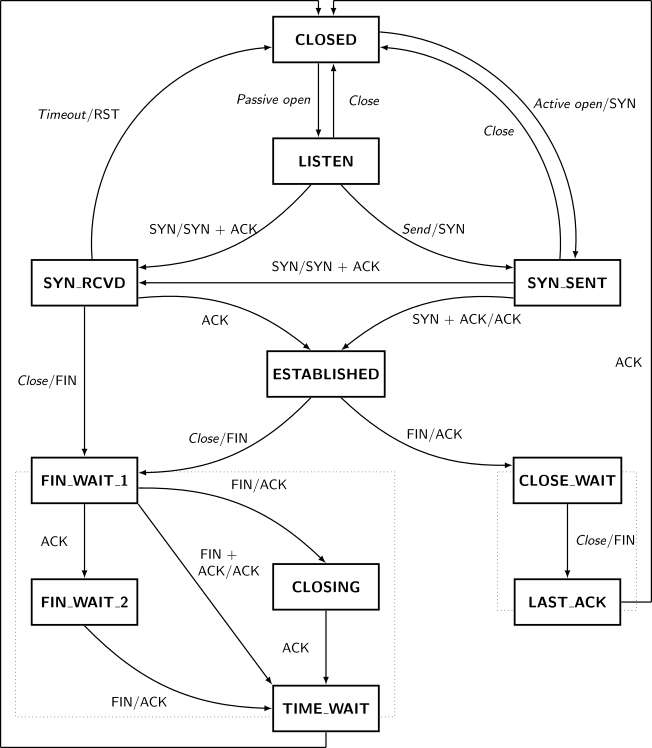 CLOSED
Passive open
Close
Active open/SYN
Timeout/RST
Close
LISTEN
SYN/SYN + ACK
Send/SYN
SYN/SYN + ACK
SYN_RCVD
SYN_SENT
ACK
SYN + ACK/ACK
ESTABLISHED
ACK
Close/FIN
Close/FIN
FIN/ACK
FIN_WAIT_1
FIN/ACK
CLOSE_WAIT
ACK
FIN +
ACK/ACK
Close/FIN
CLOSING
FIN_WAIT_2
LAST_ACK
ACK
FIN/ACK
TIME_WAIT